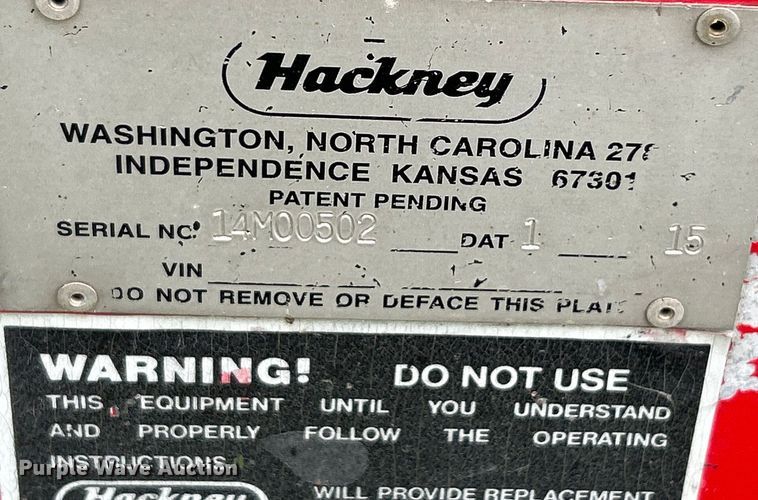 Hackney
WASHINGTON, NORTH CAROLINA
INDEPENDENCE KANSAS 67301
PATENT PENDING
SERIAL NO. 14M00502 DAT 1 15
VIN
DO NOT REMOVE OR DEFACE THIS PLATE
WARNING! DO NOT USE
THIS EQUIPMENT UNTIL YOU UNDERSTAND
AND PROPERLY FOLLOW THE OPERATING
INSTRUCTIONS.
Purple Wave Auction
Hackney WILL PROVIDE REPLACEMENT